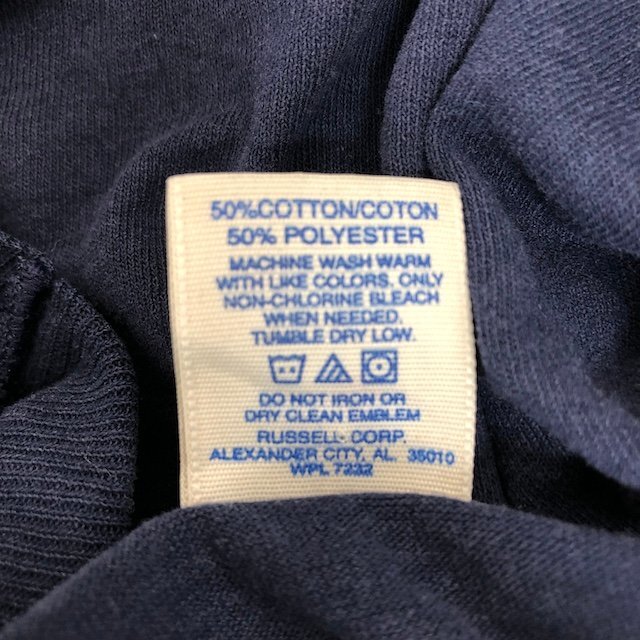 50%COTTON/COTON
50% POLYESTER
MACHINE WASH WARM
WITH LIKE COLORS, ONLY
NON-CHLORINE BLEACH
WHEN NEEDED.
TUMBLE DRY LOW.
DO NOT IRON OR
DRY CLEAN EMBLEM
RUSSELL CORP.
ALEXANDER CITY, AL 35010
WPL 7232